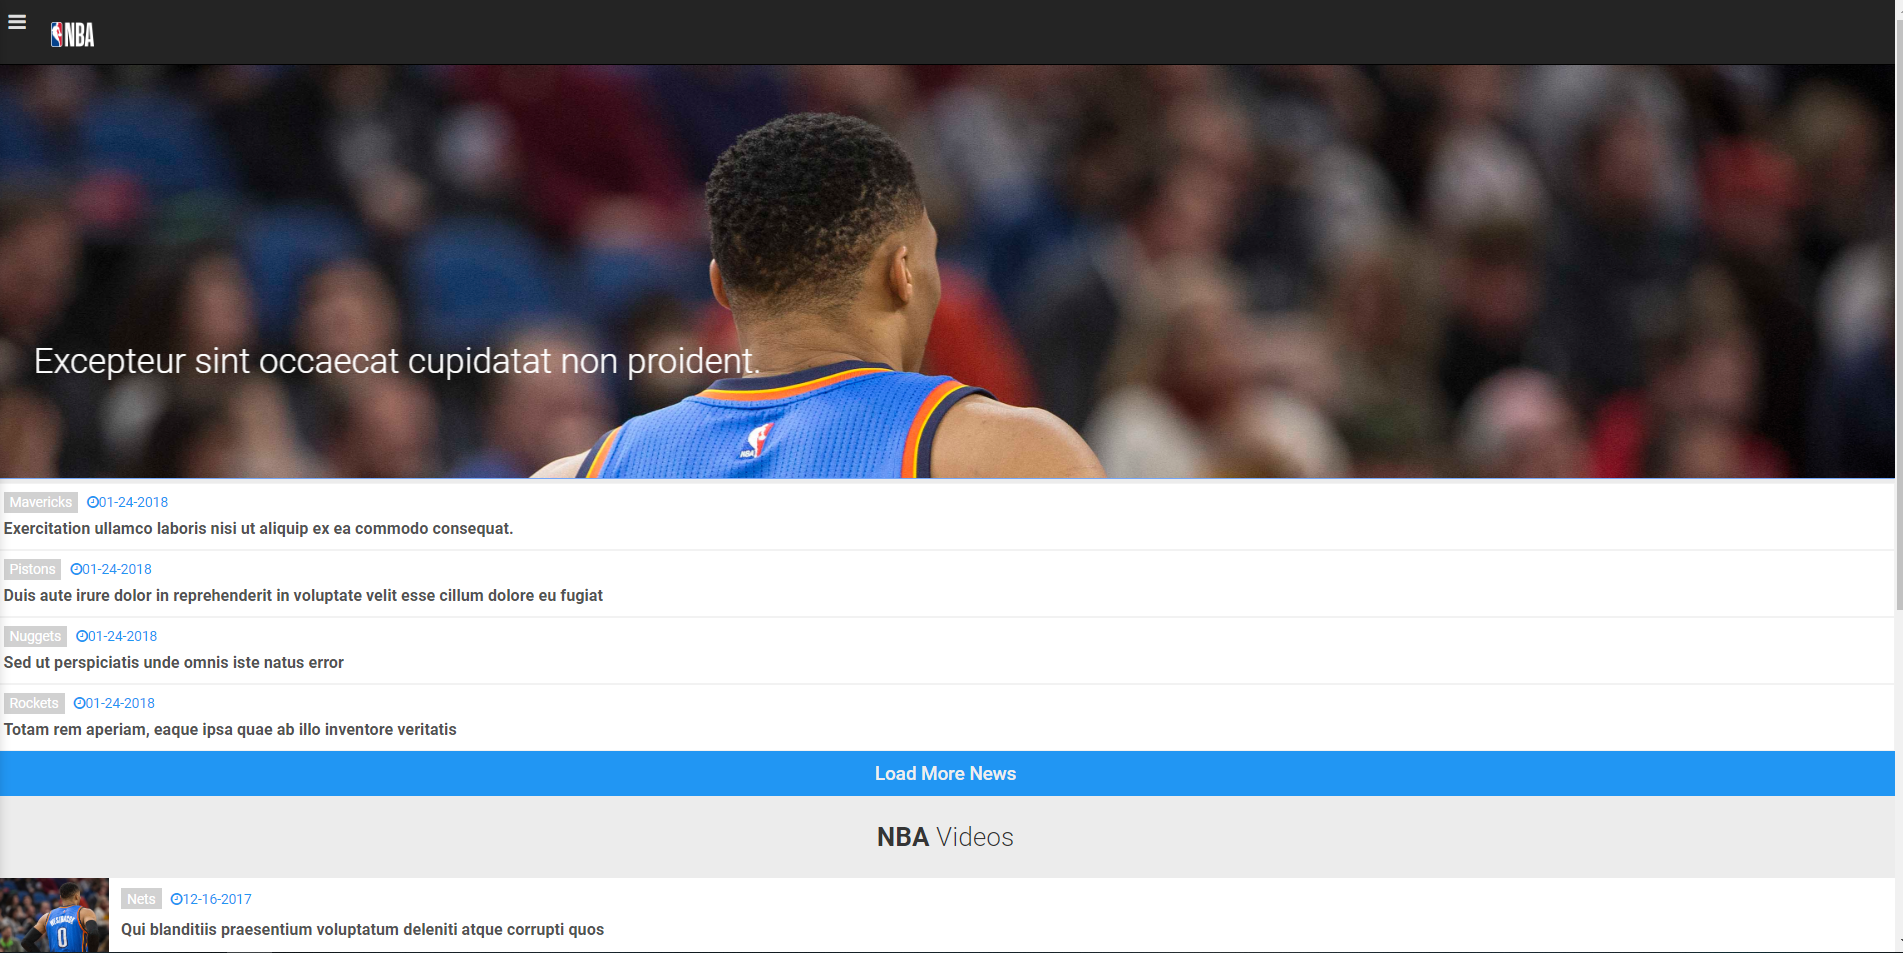 NBA
Excepteur sint occaecat cupidatat non proident.
NBA
Mavericks 01-24-2018
Exercitation ullamco laboris nisi ut aliquip ex ea commodo consequat.
Pistons 01-24-2018
Duis aute irure dolor in reprehenderit in voluptate velit esse cillum dolore eu fugiat
Nuggets 01-24-2018
Sed ut perspiciatis unde omnis iste natus error
Rockets 01-24-2018
Totam rem aperiam, eaque ipsa quae ab illo inventore veritatis
Load More News
NBA Videos
Nets 12-16-2017
WESTBROOK
0
Qui blanditiis praesentium voluptatum deleniti atque corrupti quos